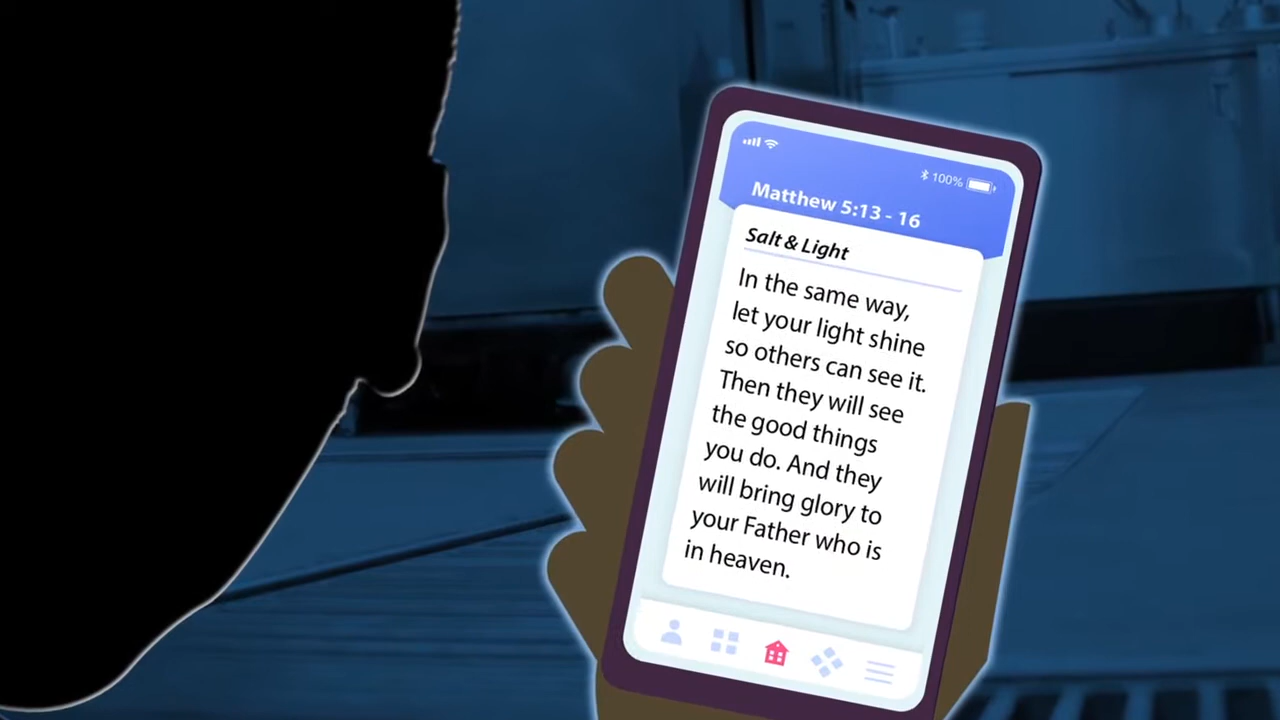 100%
Matthew 5:13 - 16
Salt & Light
In the same way,
let your light shine
so others can see it.
Then they will see
the good things
you do. And they
will bring glory to
your Father who is
in heaven.